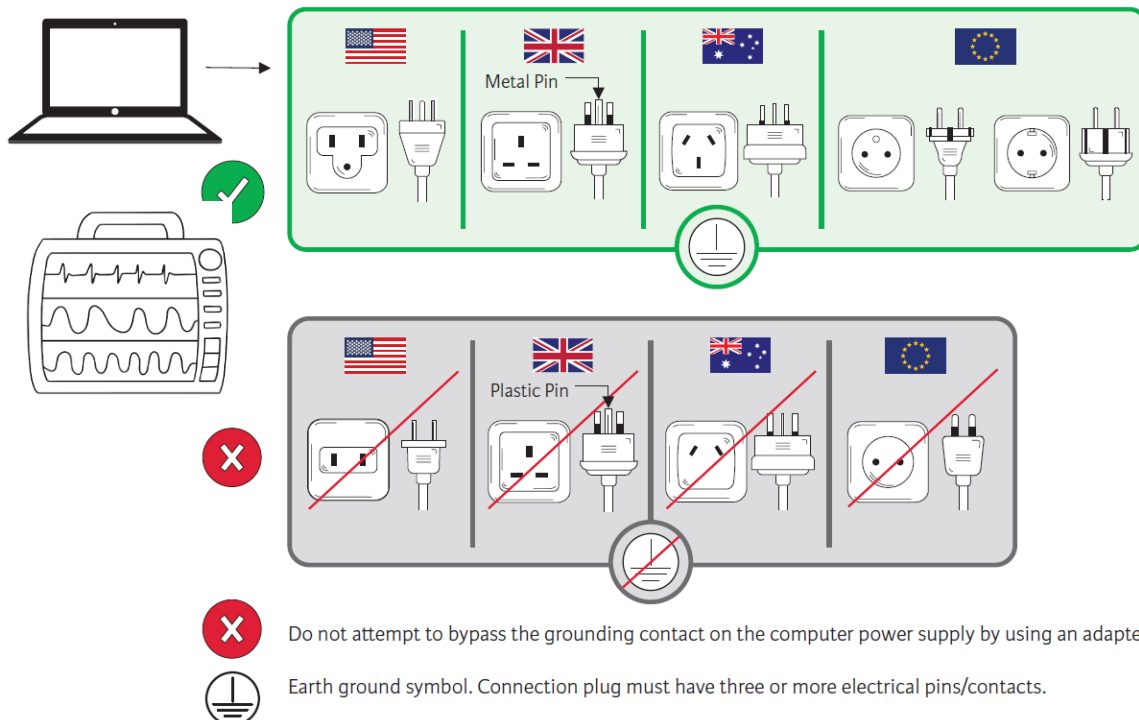 Metal Pin
Plastic Pin
Do not attempt to bypass the grounding contact on the computer power supply by using an adapte
Earth ground symbol. Connection plug must have three or more electrical pins/contacts.